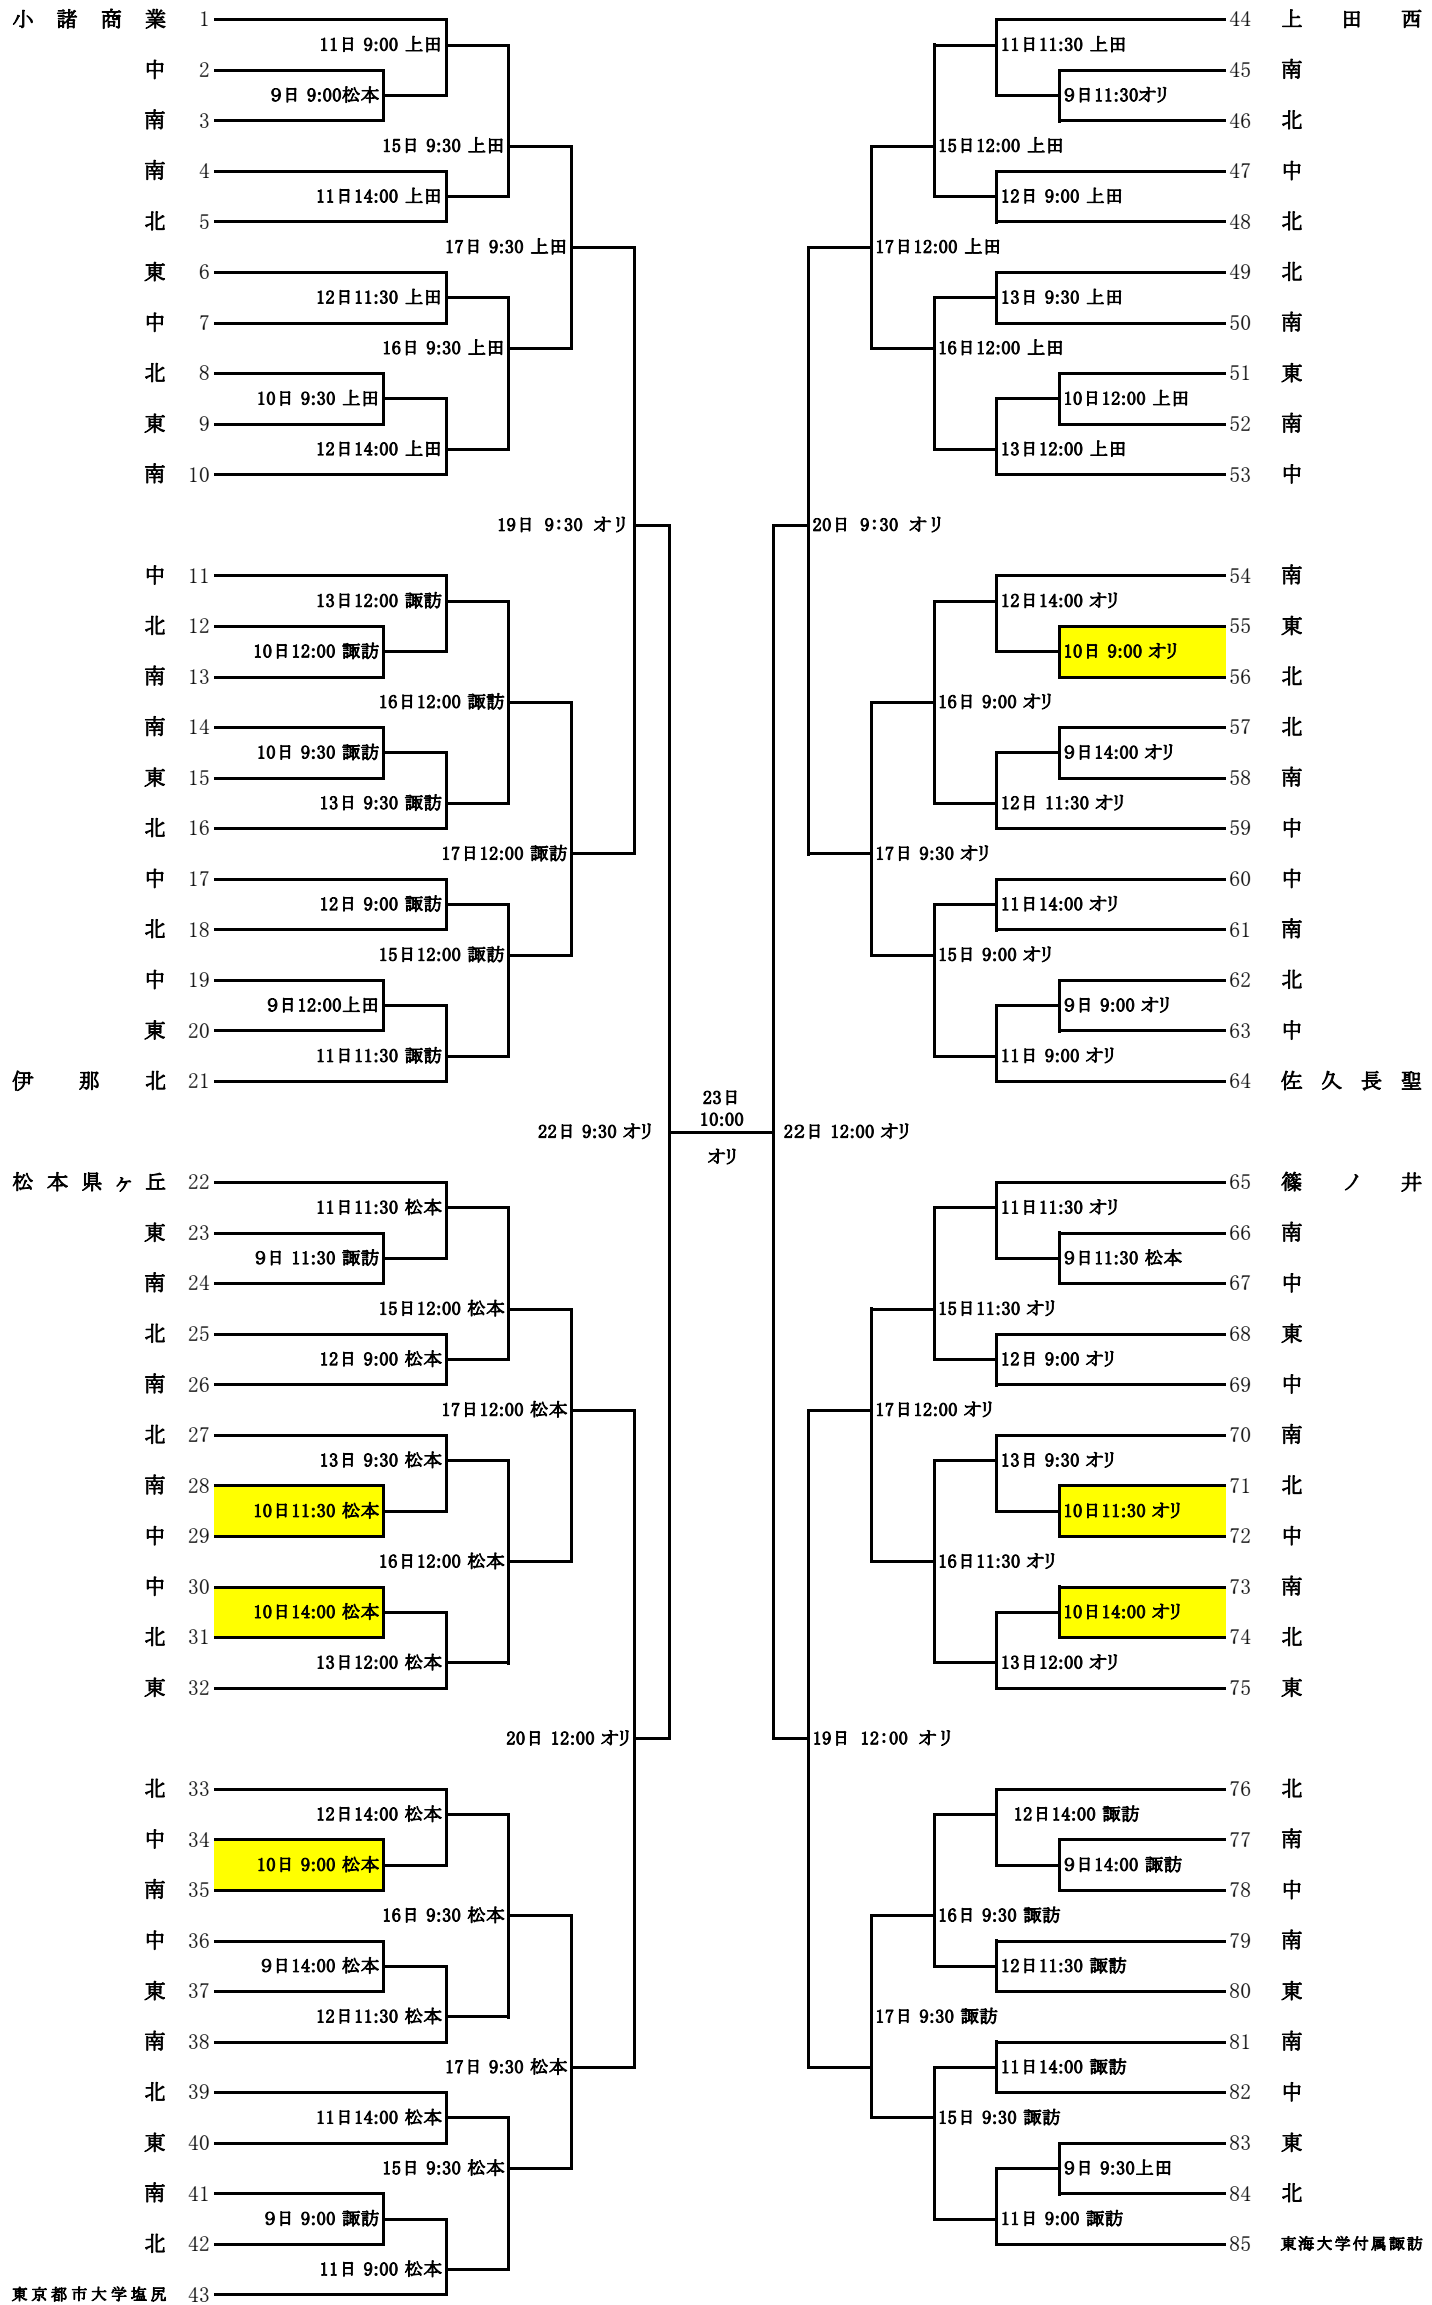 小諸商業 1 44 上田西
11日 9:00 上田 11日11:30 上田
中 2 45 南
9日 9:00松本 9日11:30オリ
南 3 46 北
15日 9:30 上田 15日12:00 上田
南 4 47 中
11日14:00 上田 12日 9:00 上田
北 5 48 北
17日 9:30 上田 17日12:00 上田
東 6 49 北
12日11:30 上田 13日 9:30 上田
中 7 50 南
16日 9:30 上田 16日12:00 上田
北 8 51 東
10日 9:30 上田 10日12:00 上田
東 9 52 南
12日14:00 上田 13日12:00 上田
南 10 53 中
19日 9:30 オリ 20日 9:30 オリ
中 11 54 南
13日12:00 諏訪 12日14:00 オリ
北 12 55 東
10日12:00 諏訪 10日 9:00 オリ
南 13 56 北
16日12:00 諏訪 16日 9:00 オリ
南 14 57 北
10日 9:30 諏訪 9日14:00 オリ
東 15 58 南
13日 9:30 諏訪 12日 11:30 オリ
北 16 59 中
17日12:00 諏訪 17日 9:30 オリ
中 17 60 中
12日 9:00 諏訪 11日14:00 オリ
北 18 61 南
15日12:00 諏訪 15日 9:00 オリ
中 19 62 北
9日12:00上田 9日 9:00 オリ
東 20 63 中
11日11:30 諏訪 11日 9:00 オリ
伊那北 21 64 佐久長聖
23日
10:00
22日 9:30 オリ 22日 12:00 オリ
オリ
松本県ヶ丘 22 65 篠ノ井
11日11:30 松本 11日11:30 オリ
東 23 66 南
9日 11:30 諏訪 9日11:30 松本
南 24 67 中
15日12:00 松本 15日11:30 オリ
北 25 68 東
12日 9:00 松本 12日 9:00 オリ
南 26 69 中
17日12:00 松本 17日12:00 オリ
北 27 70 南
13日 9:30 松本 13日 9:30 オリ
南 28 71 北
10日11:30 松本 10日11:30 オリ
中 29 72 中
16日12:00 松本 16日11:30 オリ
中 30 73 南
10日14:00 松本 10日14:00 オリ
北 31 74 北
13日12:00 松本 13日12:00 オリ
東 32 75 東
20日 12:00 オリ 19日 12:00 オリ
北 33 76 北
12日14:00 松本 12日14:00 諏訪
中 34 77 南
10日 9:00 松本 9日14:00 諏訪
南 35 78 中
16日 9:30 松本 16日 9:30 諏訪
中 36 79 南
9日14:00 松本 12日11:30 諏訪
東 37 80 東
12日11:30 松本 17日 9:30 諏訪
南 38 81 南
17日 9:30 松本 11日14:00 諏訪
北 39 82 中
11日14:00 松本 15日 9:30 諏訪
東 40 83 東
15日 9:30 松本 9日 9:30上田
南 41 84 北
9日 9:00 諏訪 11日 9:00 諏訪
北 42 85 東海大学付属諏訪
11日 9:00 松本
東京都市大学塩尻 43